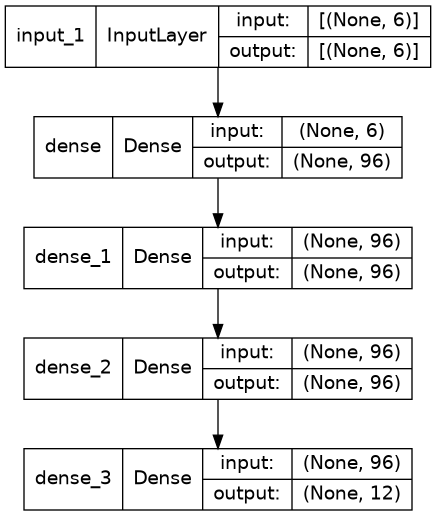 input_1 InputLayer input: [(None, 6)]
output: [(None, 6)]
dense Dense input: (None, 6)
output: (None, 96)
dense_1 Dense input: (None, 96)
output: (None, 96)
dense_2 Dense input: (None, 96)
output: (None, 96)
dense_3 Dense input: (None, 96)
output: (None, 12)